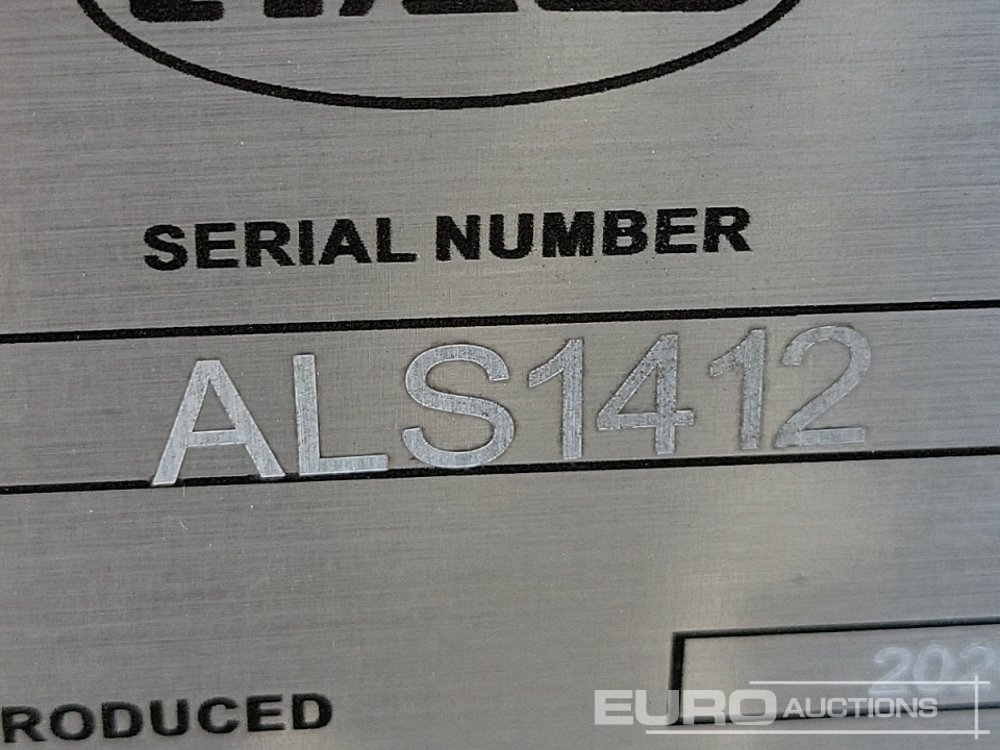 SERIAL NUMBER
ALS1412
202
RODUCED
EURO AUCTIONS